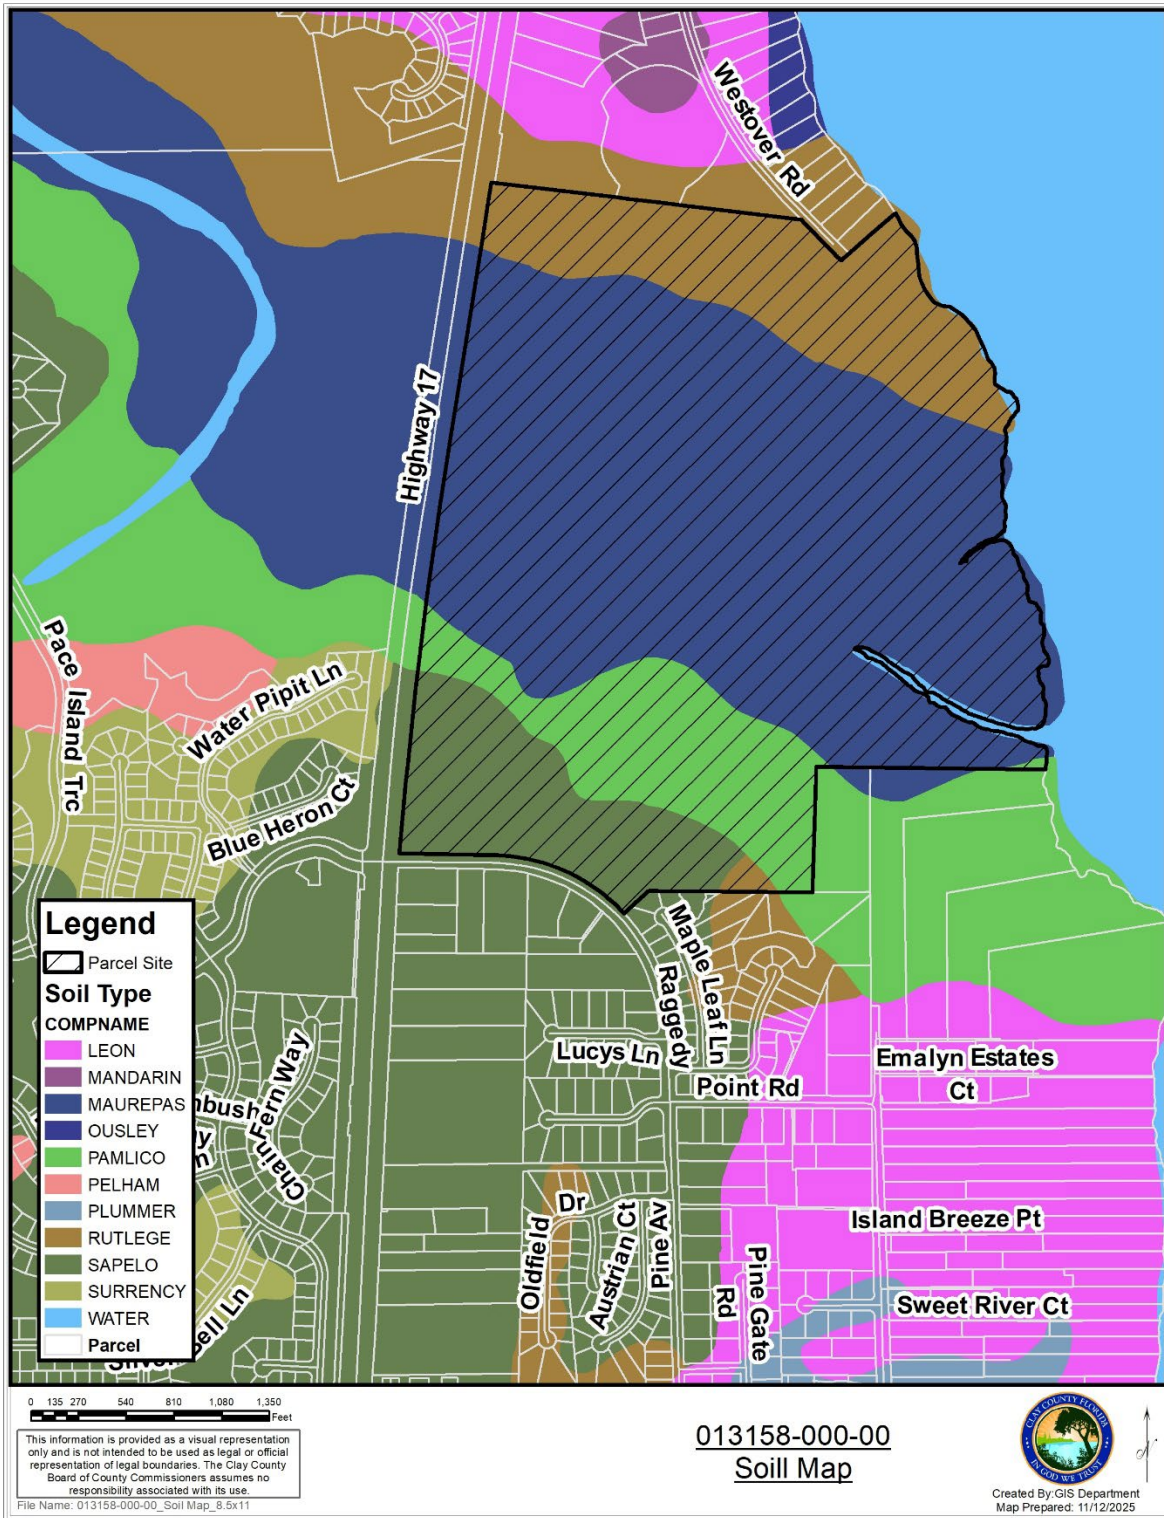 Westover Rd
Highway 17
Pace Island Trc
Water Pipit Ln
Blue Heron Ct
Maple Leaf Ln
Raggedy
Point Rd
Lucys Ln
Emalyn Estates
Ct
Chain Fern Way
nbush
Oldfield
Dr
Austrian Ct
Pine Av
Rd
Pine Gate
Island Breeze Pt
Sweet River Ct
ell Ln
Legend
Parcel Site
Soil Type
COMPNAME
LEON
MANDARIN
MAUREPAS
OUSLEY
PAMLICO
PELHAM
PLUMMER
RUTLEGE
SAPELO
SURRENCY
WATER
Parcel
0 135 270 540 810 1,080 1,350
Feet
This information is provided as a visual representation
only and is not intended to be used as legal or official
representation of legal boundaries. The Clay County
Board of County Commissioners assumes no
responsibility associated with its use.
File Name: 013158-000-00_Soil Map_8.5x11
013158-000-00
Soill Map
CLAY COUNTY FLORIDA
IN GOD WE TRUST
N
Created By:GIS Department
Map Prepared: 11/12/2025